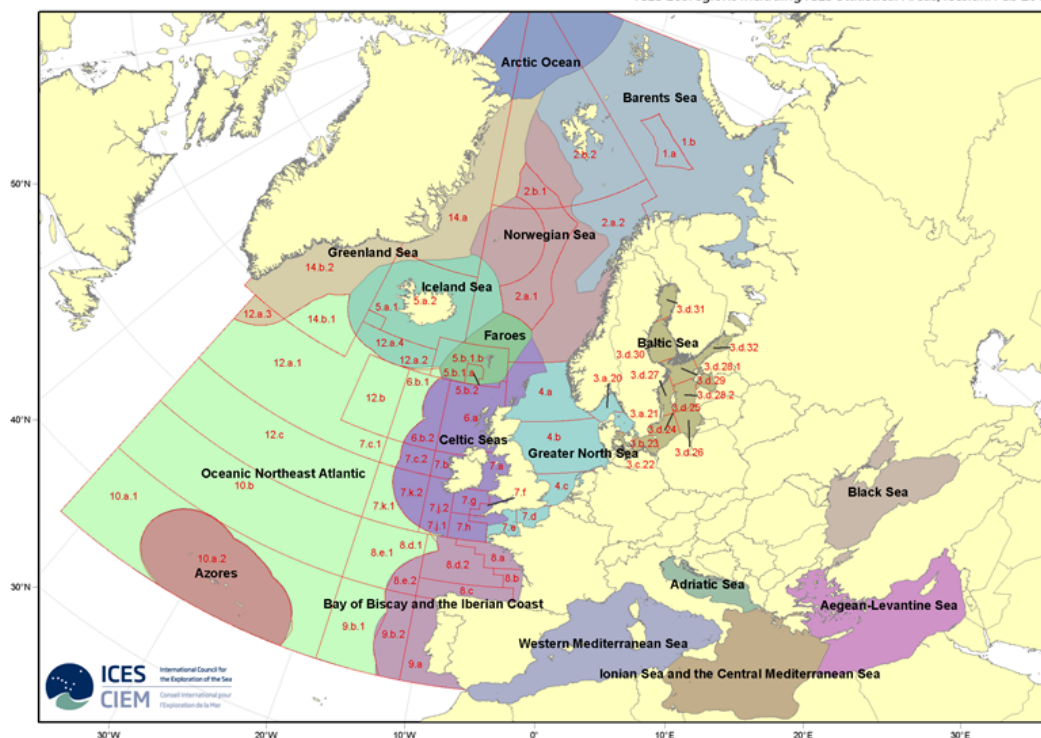 Arctic Ocean
Barents Sea
1.b
1.a
2.b.2
50°N
2.b.1
14.a
2.a.2
Norwegian Sea
Greenland Sea
14.b.2
Iceland Sea
2.a.1
5.a.1
5.a.2
3.d.31
12.a.3
14.b.1
Faroes
12.a.4
Baltic Sea
3.d.32
3.d.30
12.a.1
12.a.2
5.b.1.b
3.d.28.1
5.b.1.a
6.b.1
3.d.27
3.d.29
3.a.20
5.b.2
4.a
12.b
3.d.28.2
3.d.25
40°N
6.a
3.a.21
3.d.24
12.c
7.c.1
6.b.2
Celtic Seas
4.b
3.b.23
3.d.26
Greater North Sea
3.c.22
7.c.2
7.b
7.a
Oceanic Northeast Atlantic
10.b
4.c
7.k.2
7.f
Black Sea
10.a.1
7.g
7.k.1
7.j.2
7.d
7.j.1
7.h
7.e
8.d.1
8.e.1
10.a.2
8.a
8.d.2
Azores
8.b
8.e.2
Adriatic Sea
30°N
8.c
Bay of Biscay and the Iberian Coast
Aegean-Levantine Sea
9.b.1
9.b.2
Western Mediterranean Sea
9.a
Ionian Sea and the Central Mediterranean Sea
ICES
CIEM
International Council for
the Exploration of the Sea
Conseil International pour
l'Exploration de la Mer
30°W
20°W
10°W
0°
10°E
20°E
30°E